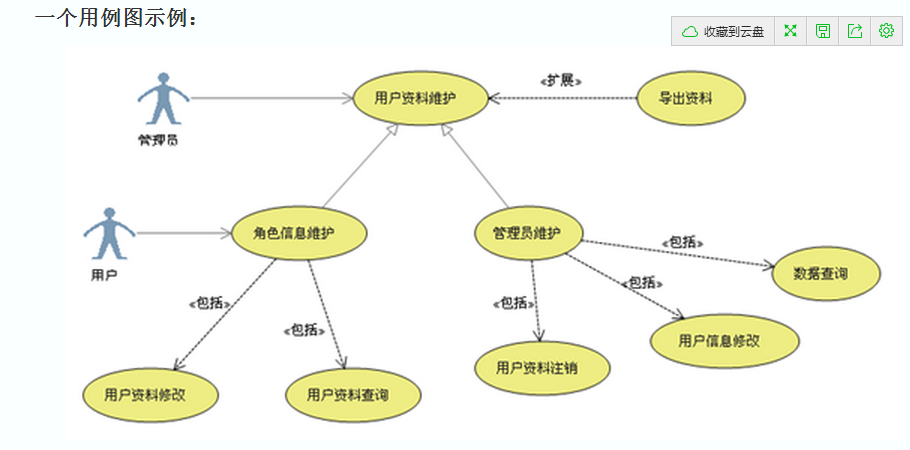 一个用例图示例：
收藏到云盘
«扩展»
用户资料维护
导出资料
管理员
角色信息维护
管理员维护
用户
«包括»
数据查询
«包括»
«包括»
«包括»
«包括»
用户信息修改
用户资料注销
用户资料修改
用户资料查询